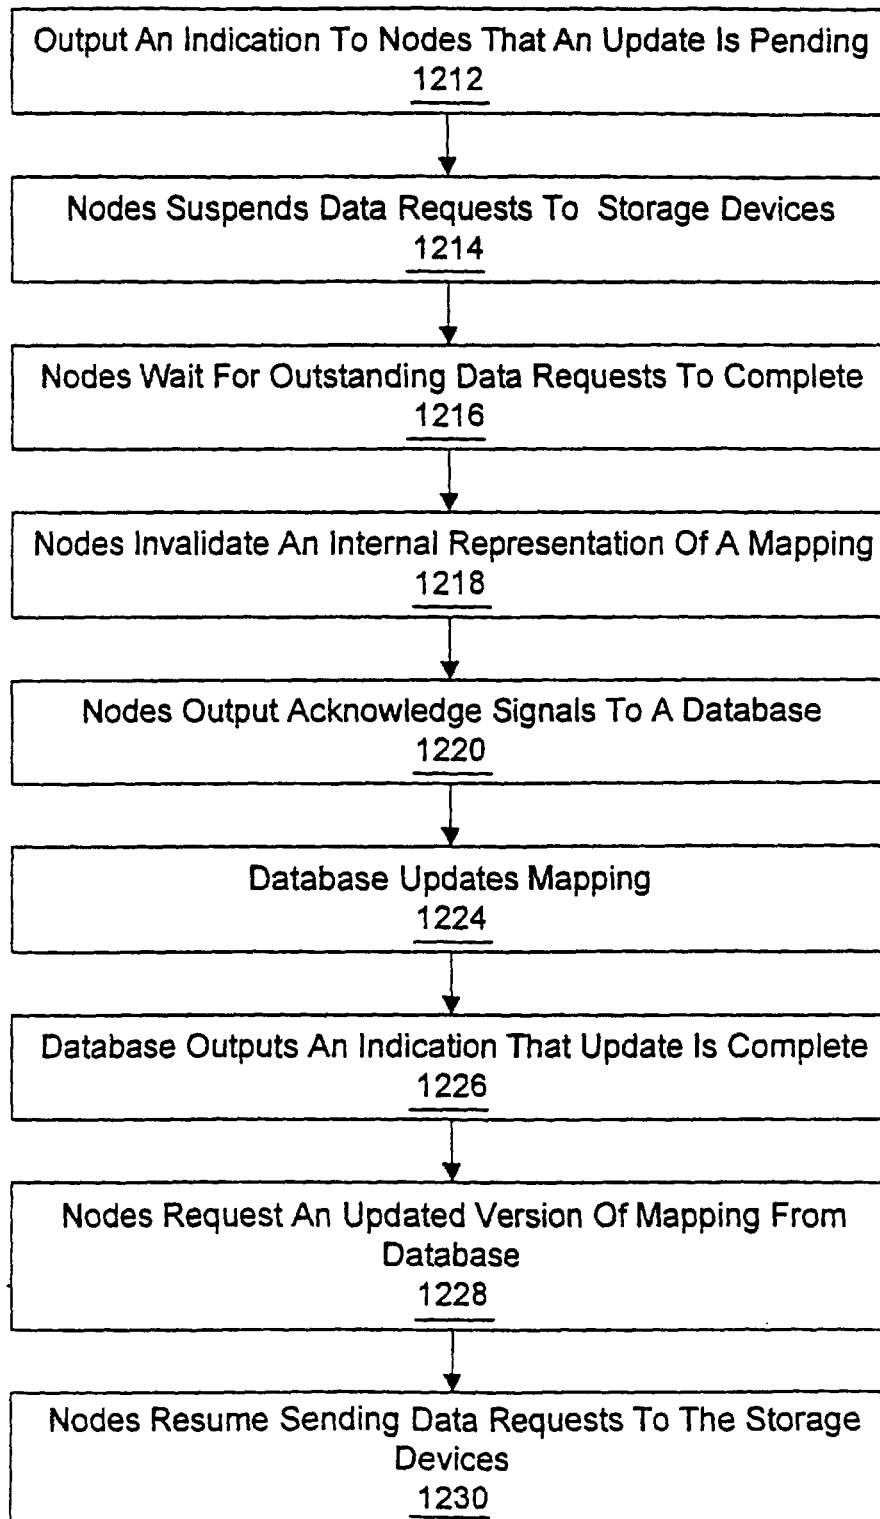 Output An Indication To Nodes That An Update Is Pending
1212
Nodes Suspends Data Requests To Storage Devices
1214
Nodes Wait For Outstanding Data Requests To Complete
1216
Nodes Invalidate An Internal Representation Of A Mapping
1218
Nodes Output Acknowledge Signals To A Database
1220
Database Updates Mapping
1224
Database Outputs An Indication That Update Is Complete
1226
Nodes Request An Updated Version Of Mapping From
Database
1228
Nodes Resume Sending Data Requests To The Storage
Devices
1230